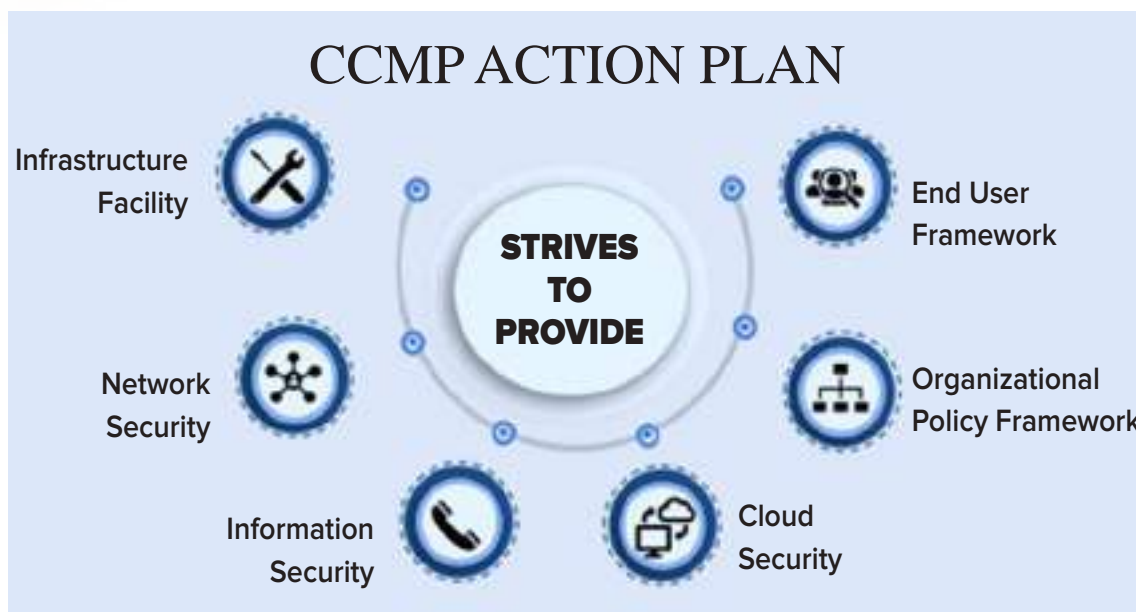 CCMP ACTION PLAN
Infrastructure
Facility
End User
Framework
STRIVES
TO
PROVIDE
Network
Security
Organizational
Policy Framework
Information
Security
Cloud
Security